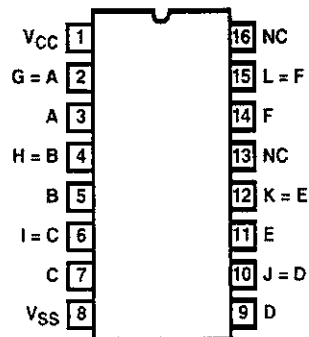 VCC 1 16 NC
G = A 2 15 L = F
A 3 14 F
H = B 4 13 NC
B 5 12 K = E
I = C 6 11 E
C 7 10 J = D
VSS 8 9 D